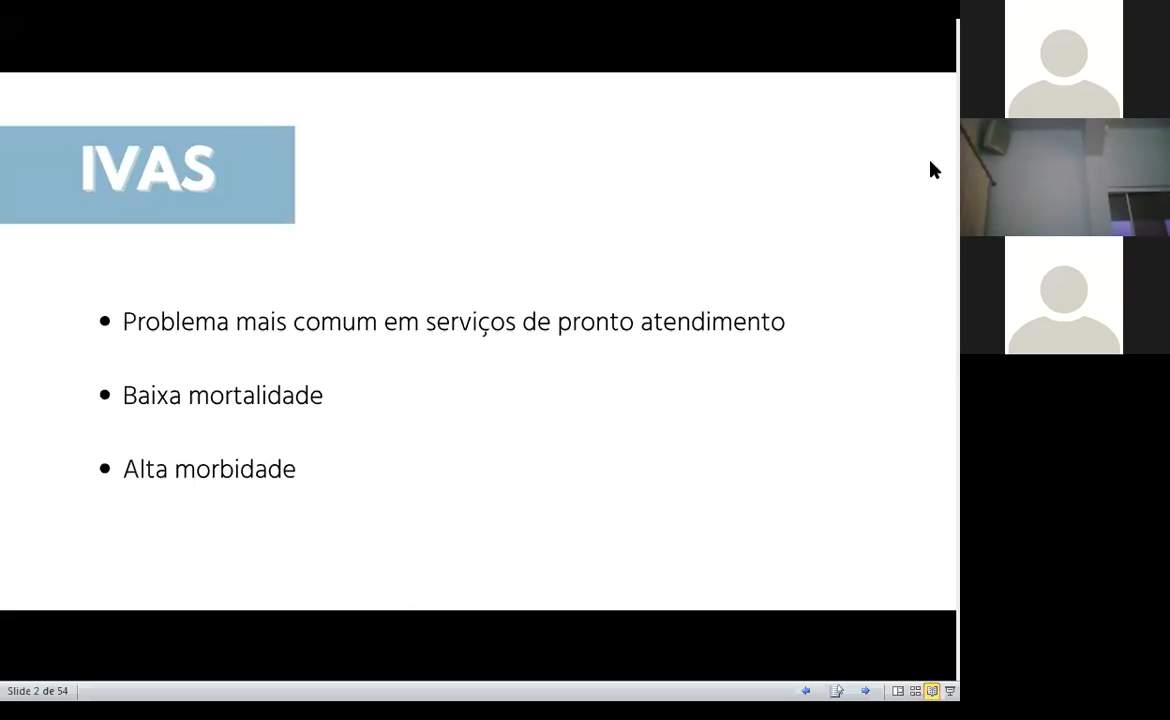 IVAS
• Problema mais comum em serviços de pronto atendimento
• Baixa mortalidade
• Alta morbidade
Slide 2 de 54